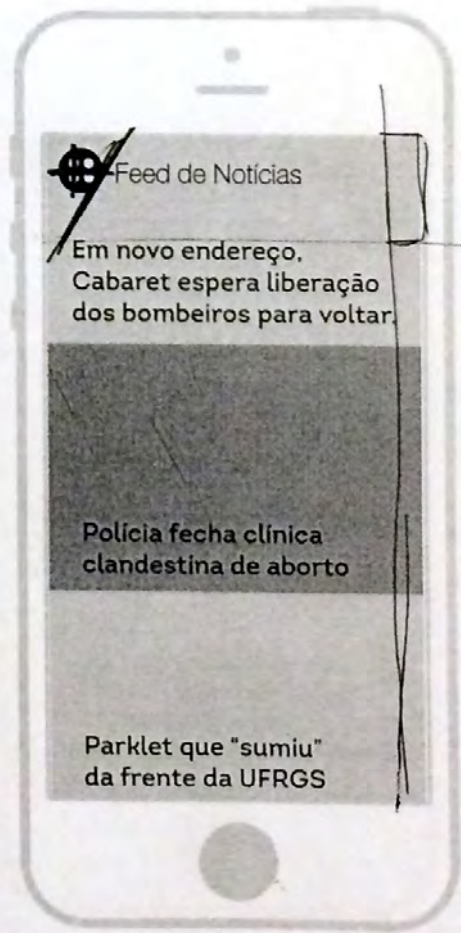 Feed de Notícias
Em novo endereço,
Cabaret espera liberação
dos bombeiros para voltar.
Polícia fecha clínica
clandestina de aborto
Parklet que "sumiu"
da frente da UFRGS